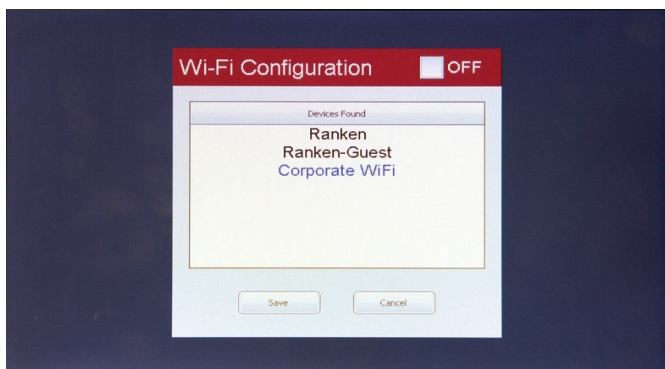 Wi-Fi Configuration OFF
Devices Found
Ranken
Ranken-Guest
Corporate WiFi
Save Cancel